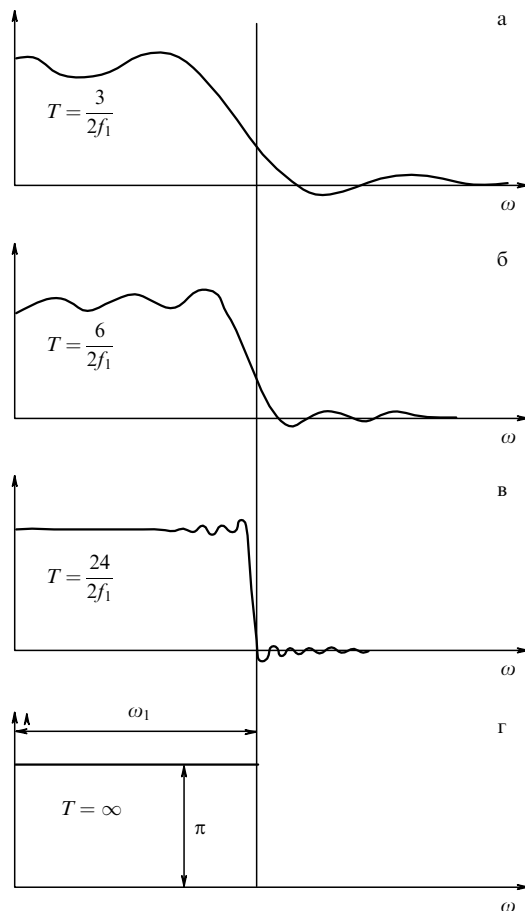 а
T = 3/2f₁
ω
б
T = 6/2f₁
ω
в
T = 24/2f₁
ω
ω₁
г
T = ∞
π
ω